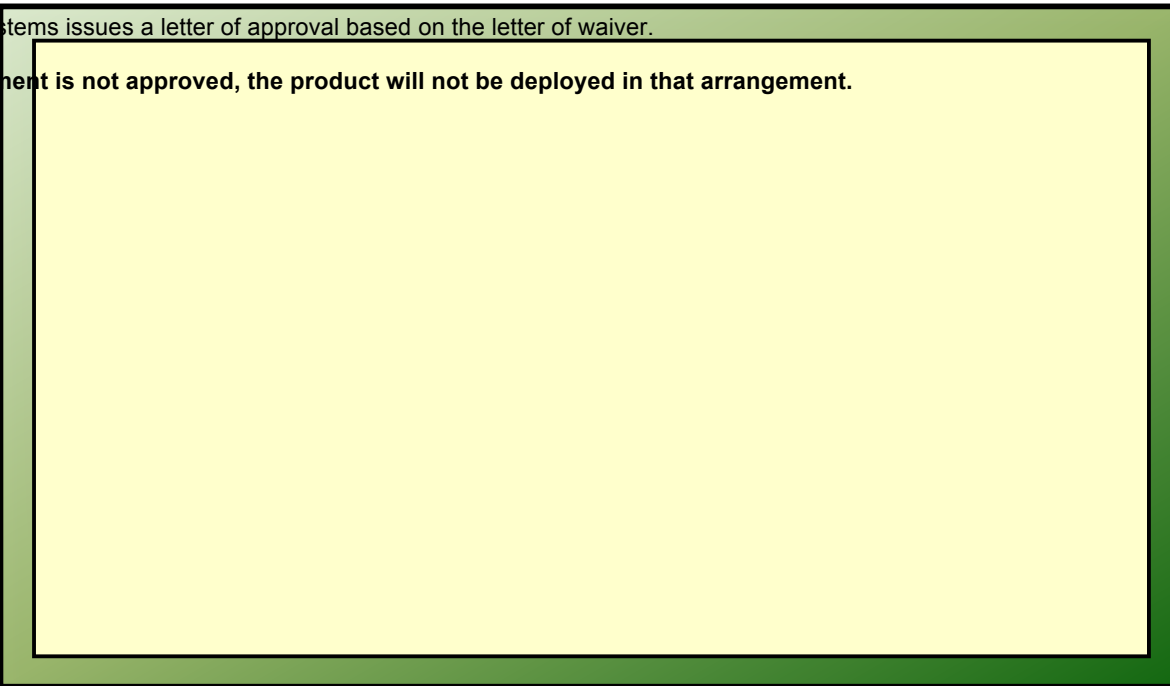 stems issues a letter of approval based on the letter of waiver.
ment is not approved, the product will not be deployed in that arrangement.